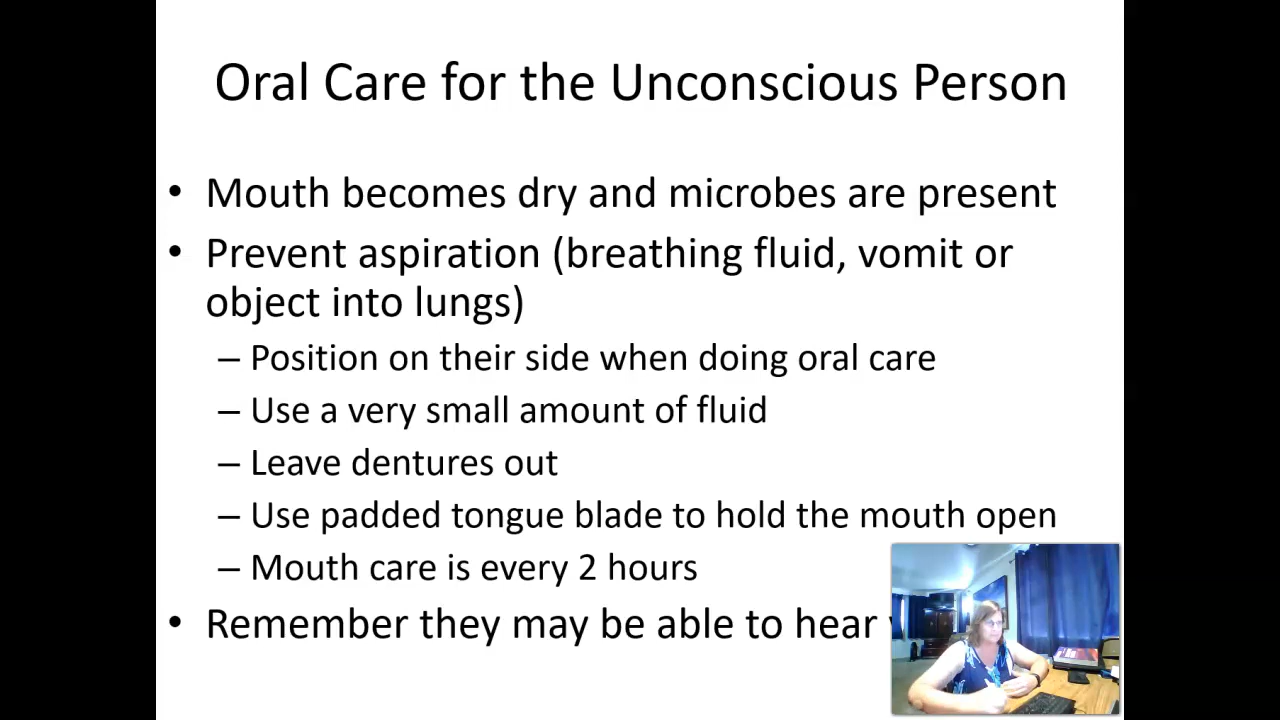 Oral Care for the Unconscious Person
• Mouth becomes dry and microbes are present
• Prevent aspiration (breathing fluid, vomit or
object into lungs)
– Position on their side when doing oral care
– Use a very small amount of fluid
– Leave dentures out
– Use padded tongue blade to hold the mouth open
– Mouth care is every 2 hours
• Remember they may be able to hear